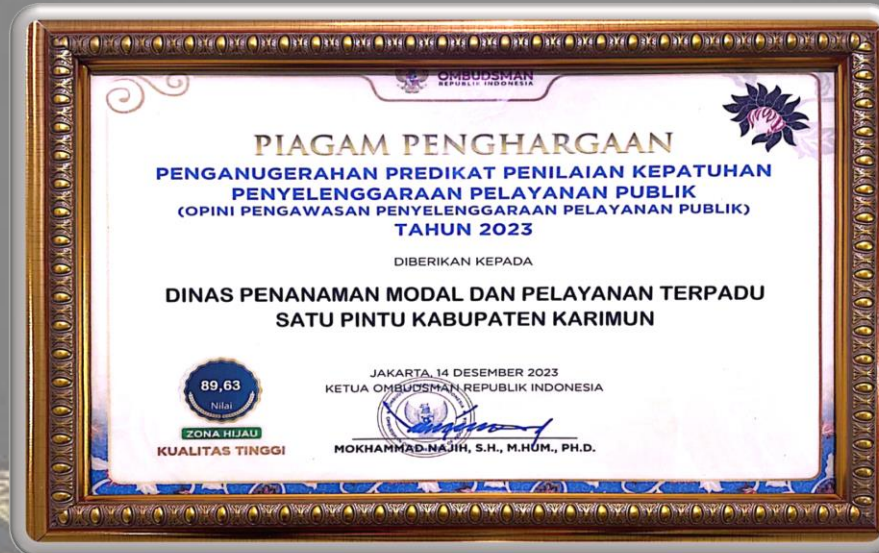 OMBUDSMAN
REPUBLIK INDONESIA
PIAGAM PENGHARGAAN
PENGANUGERAHAN PREDIKAT PENILAIAN KEPATUHAN
PENYELENGGARAAN PELAYANAN PUBLIK
(OPINI PENGAWASAN PENYELENGGARAAN PELAYANAN PUBLIK)
TAHUN 2023
DIBERIKAN KEPADA
DINAS PENANAMAN MODAL DAN PELAYANAN TERPADU
SATU PINTU KABUPATEN KARIMUN
JAKARTA, 14 DESEMBER 2023
KETUA OMBUDSMAN REPUBLIK INDONESIA
MOKHAMMAD NAJIH, S.H., M.HUM., PH.D.
89,63
Nilai
ZONA HIJAU
KUALITAS TINGGI